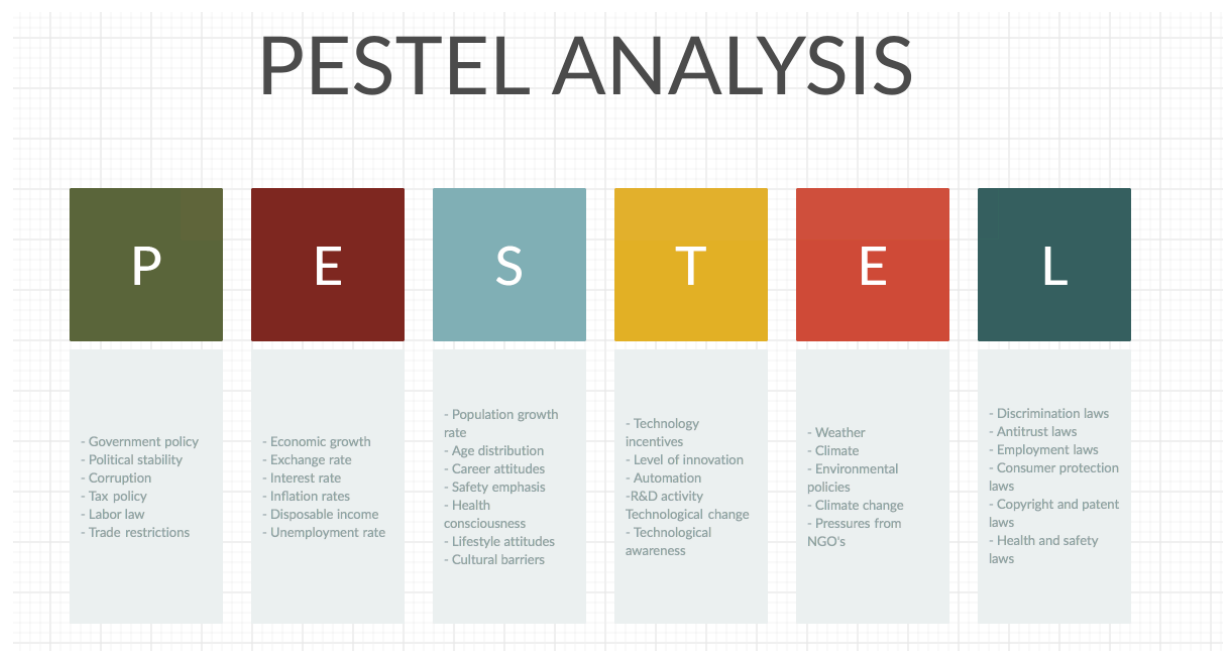 PESTEL ANALYSIS
P
E
S
T
E
L
- Government policy
- Political stability
- Corruption
- Tax policy
- Labor law
- Trade restrictions
- Economic growth
- Exchange rate
- Interest rate
- Inflation rates
- Disposable income
- Unemployment rate
- Population growth
rate
- Age distribution
- Career attitudes
- Safety emphasis
- Health
consciousness
- Lifestyle attitudes
- Cultural barriers
- Technology
incentives
- Level of innovation
- Automation
-R&D activity
Technological change
- Technological
awareness
- Weather
- Climate
- Environmental
policies
- Climate change
- Pressures from
NGO's
- Discrimination laws
- Antitrust laws
- Employment laws
- Consumer protection
laws
- Copyright and patent
laws
- Health and safety
laws